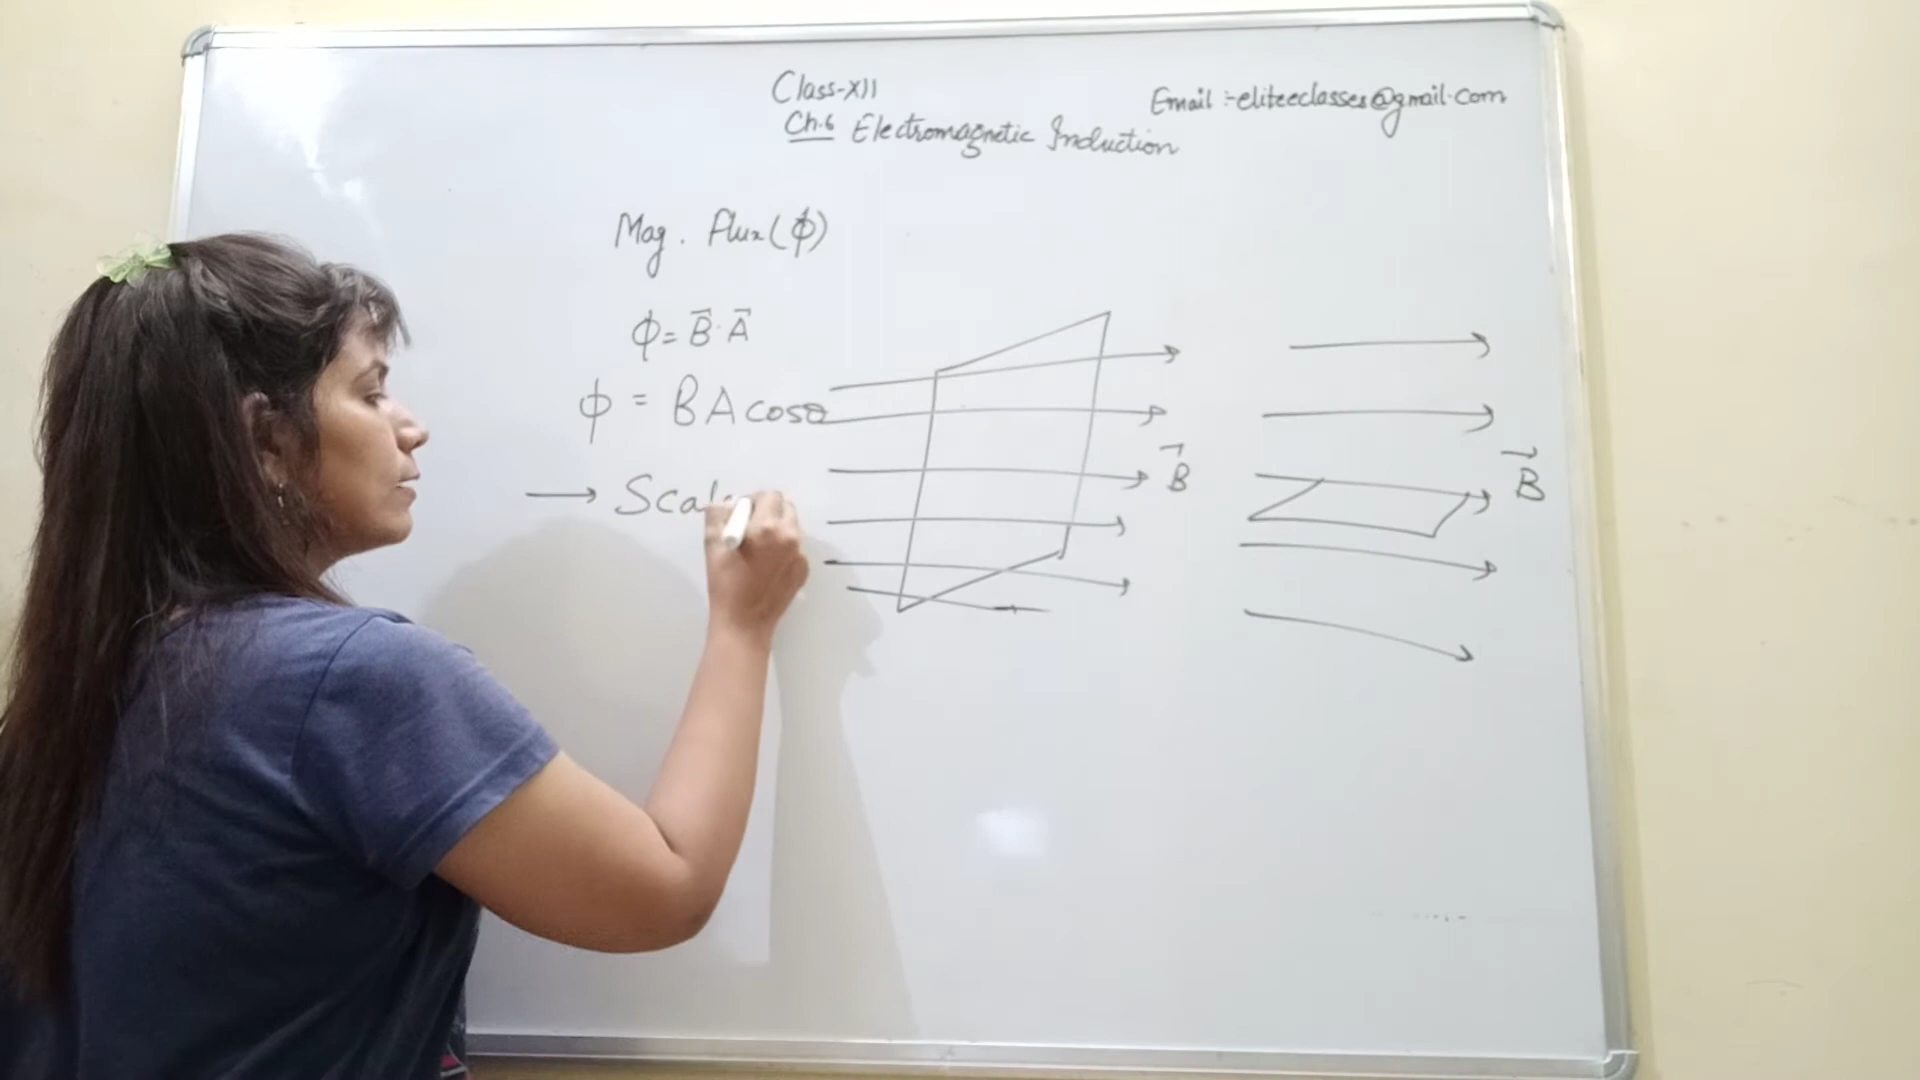 Class-XII
Email :- eliteeclasses@gmail.com
Ch.6 Electromagnetic Induction
Mag. Flux (ϕ)
ϕ = B⃗ · A⃗
ϕ = BA cosθ
→ Scal
B⃗
B⃗